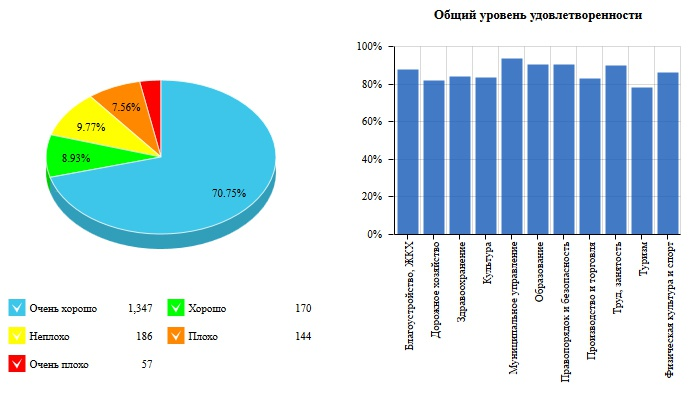 Общий уровень удовлетворенности
7.56%
9.77%
8.93%
70.75%
Очень хорошо 1,347
Хорошо 170
Неплохо 186
Плохо 144
Очень плохо 57
100%
80%
60%
40%
20%
0%
Благоустройство, ЖКХ
Дорожное хозяйство
Здравоохранение
Культура
Муниципальное управление
Образование
Правопорядок и безопасность
Производство и торговля
Труд, занятость
Туризм
Физическая культура и спорт